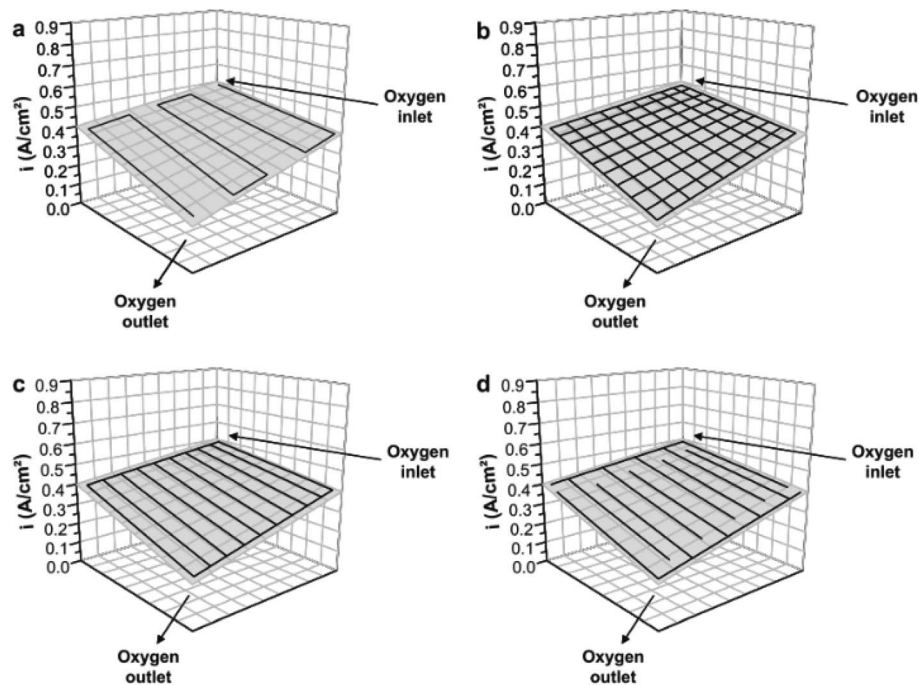 a
0.9
0.8
0.7
0.6
0.5
0.4
0.3
0.2
0.1
0.0
i (A/cm²)
Oxygen
inlet
Oxygen
outlet
b
0.9
0.8
0.7
0.6
0.5
0.4
0.3
0.2
0.1
0.0
i (A/cm²)
Oxygen
inlet
Oxygen
outlet
c
0.9
0.8
0.7
0.6
0.5
0.4
0.3
0.2
0.1
0.0
i (A/cm²)
Oxygen
inlet
Oxygen
outlet
d
0.9
0.8
0.7
0.6
0.5
0.4
0.3
0.2
0.1
0.0
i (A/cm²)
Oxygen
inlet
Oxygen
outlet